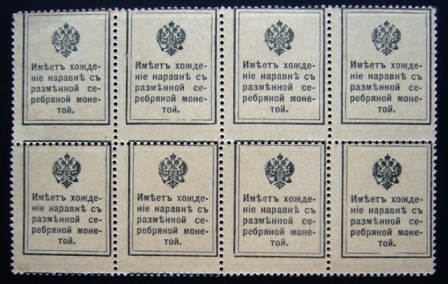 Имѣетъ хожде-
ніе наравнѣ съ
размѣнной се-
ребряной моне-
той.
Имѣетъ хожде-
ніе наравнѣ съ
размѣнной се-
ребряной моне-
той.
Имѣетъ хожде-
ніе наравнѣ съ
размѣнной се-
ребряной моне-
той.
Имѣетъ хожде-
ніе наравнѣ съ
размѣнной се-
ребряной моне-
той.
Имѣетъ хожде-
ніе наравнѣ съ
размѣнной се-
ребряной моне-
той.
Имѣетъ хожде-
ніе наравнѣ съ
размѣнной се-
ребряной моне-
той.
Имѣетъ хожде-
ніе наравнѣ съ
размѣнной се-
ребряной моне-
той.
Имѣетъ хожде-
ніе наравнѣ съ
размѣнной се-
ребряной моне-
той.